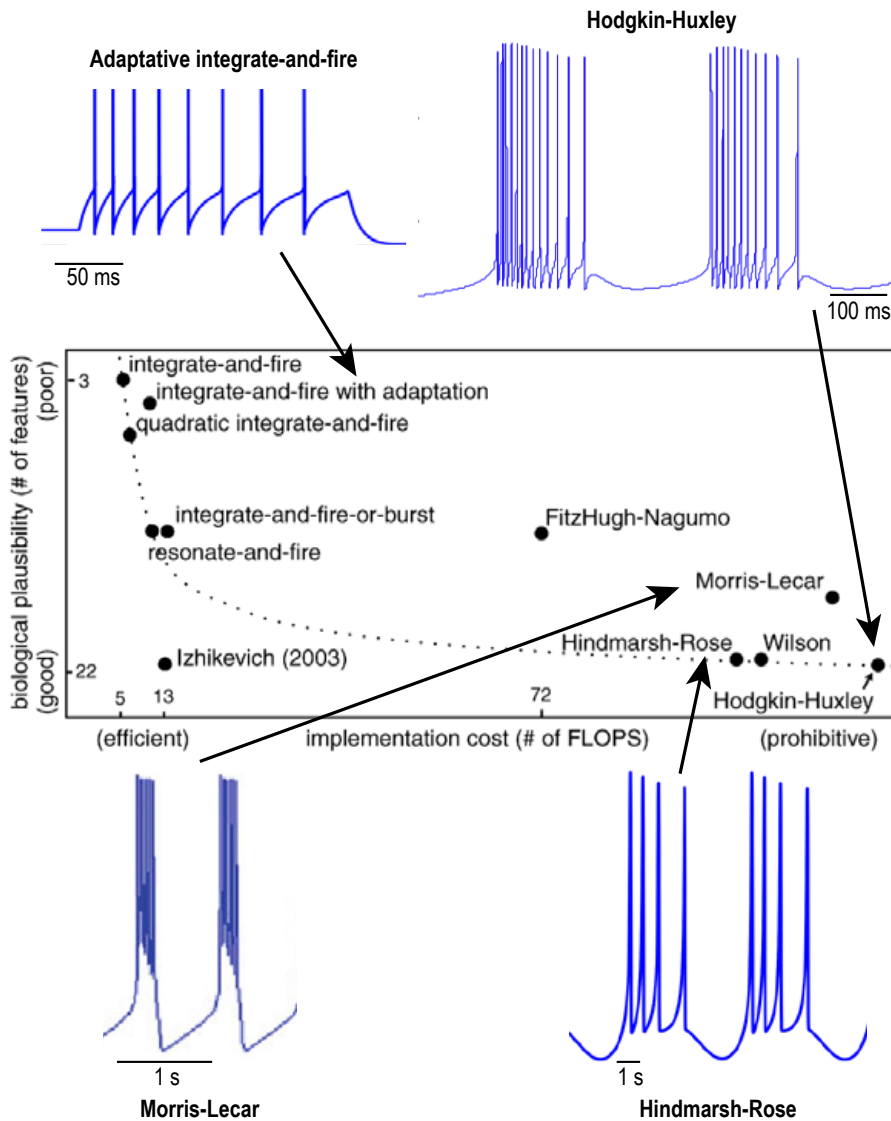 Hodgkin-Huxley
Adaptative integrate-and-fire
50 ms
100 ms
biological plausibility (# of features)
(poor)
(good)
3
22
integrate-and-fire
integrate-and-fire with adaptation
quadratic integrate-and-fire
integrate-and-fire-or-burst
resonate-and-fire
FitzHugh-Nagumo
Morris-Lecar
Hindmarsh-Rose
Wilson
Izhikevich (2003)
Hodgkin-Huxley
5
13
72
(efficient)
implementation cost (# of FLOPS)
(prohibitive)
1 s
1 s
Morris-Lecar
Hindmarsh-Rose